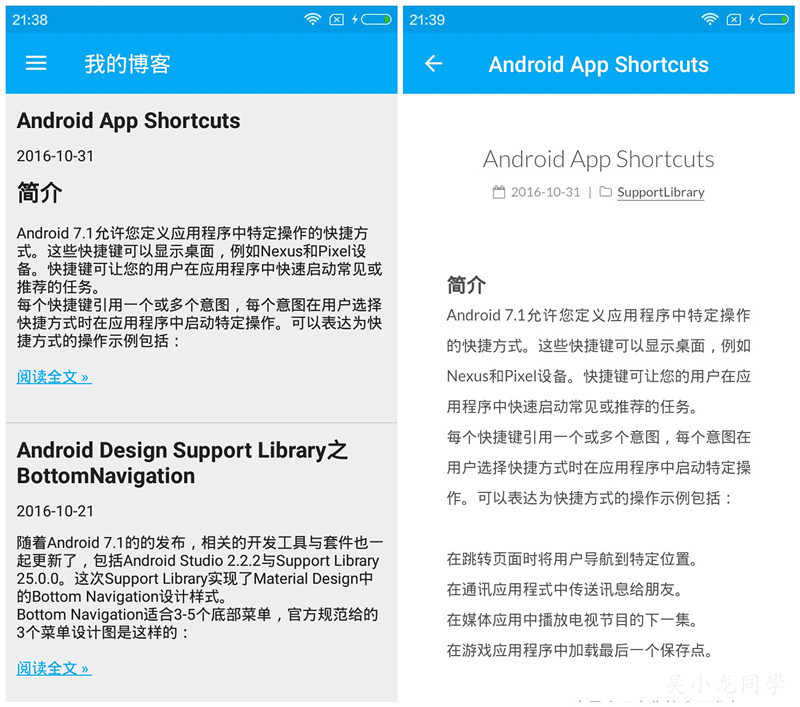 21:38
我的博客
Android App Shortcuts
2016-10-31
简介
Android 7.1允许您定义应用程序中特定操作的快捷方
式。这些快捷键可以显示桌面，例如Nexus和Pixel设
备。快捷键可让您的用户在应用程序中快速启动常见或
推荐的任务。
每个快捷键引用一个或多个意图，每个意图在用户选择
快捷方式时在应用程序中启动特定操作。可以表达为快
捷方式的操作示例包括：
阅读全文 »
Android Design Support Library之
BottomNavigation
2016-10-21
随着Android 7.1的的发布，相关的开发工具与套件也一
起更新了，包括Android Studio 2.2.2与Support Library
25.0.0。这次Support Library实现了Material Design中
的Bottom Navigation设计样式。
Bottom Navigation适合3-5个底部菜单，官方规范给的
3个菜单设计图是这样的：
阅读全文 »
21:39
Android App Shortcuts
Android App Shortcuts
2016-10-31 | SupportLibrary
简介
Android 7.1允许您定义应用程序中特定操作
的快捷方式。这些快捷键可以显示桌面，例如
Nexus和Pixel设备。快捷键可让您的用户在应
用程序中快速启动常见或推荐的任务。
每个快捷键引用一个或多个意图，每个意图在
用户选择快捷方式时在应用程序中启动特定操
作。可以表达为快捷方式的操作示例包括：
在跳转页面时将用户导航到特定位置。
在通讯应用程式中传送讯息给朋友。
在媒体应用中播放电视节目的下一集。
在游戏应用程序中加载最后一个保存点。
吴小龙同学